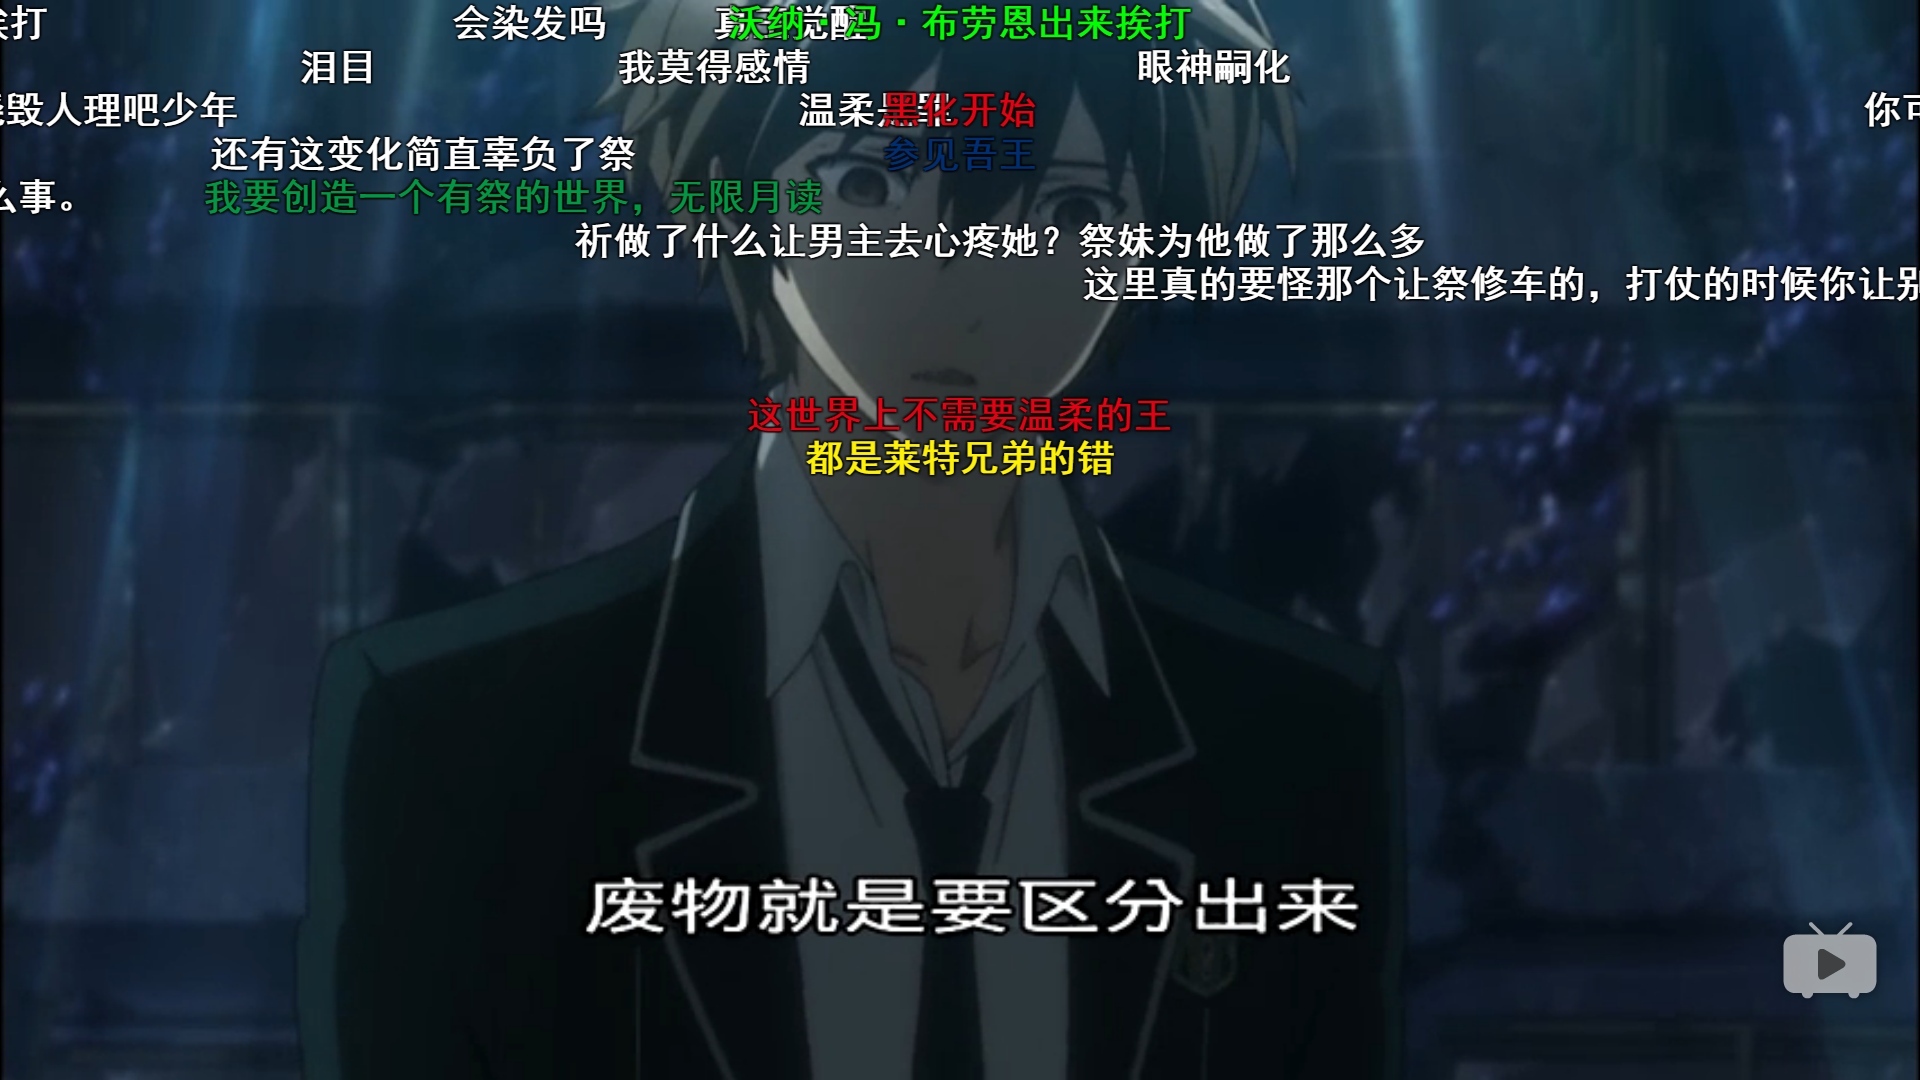 挨打
会染发吗
沃纳·冯·布劳恩出来挨打
泪目
我莫得感情
眼神嗣化
毁人理吧少年
温柔是罪
黑化开始
你可
还有这变化简直辜负了祭
参见吾王
么事。
我要创造一个有祭的世界，无限月读
祈做了什么让男主去心疼她？祭妹为他做了那么多
这里真的要怪那个让祭修车的，打仗的时候你让别
这世界上不需要温柔的王
都是莱特兄弟的错
废物就是要区分出来